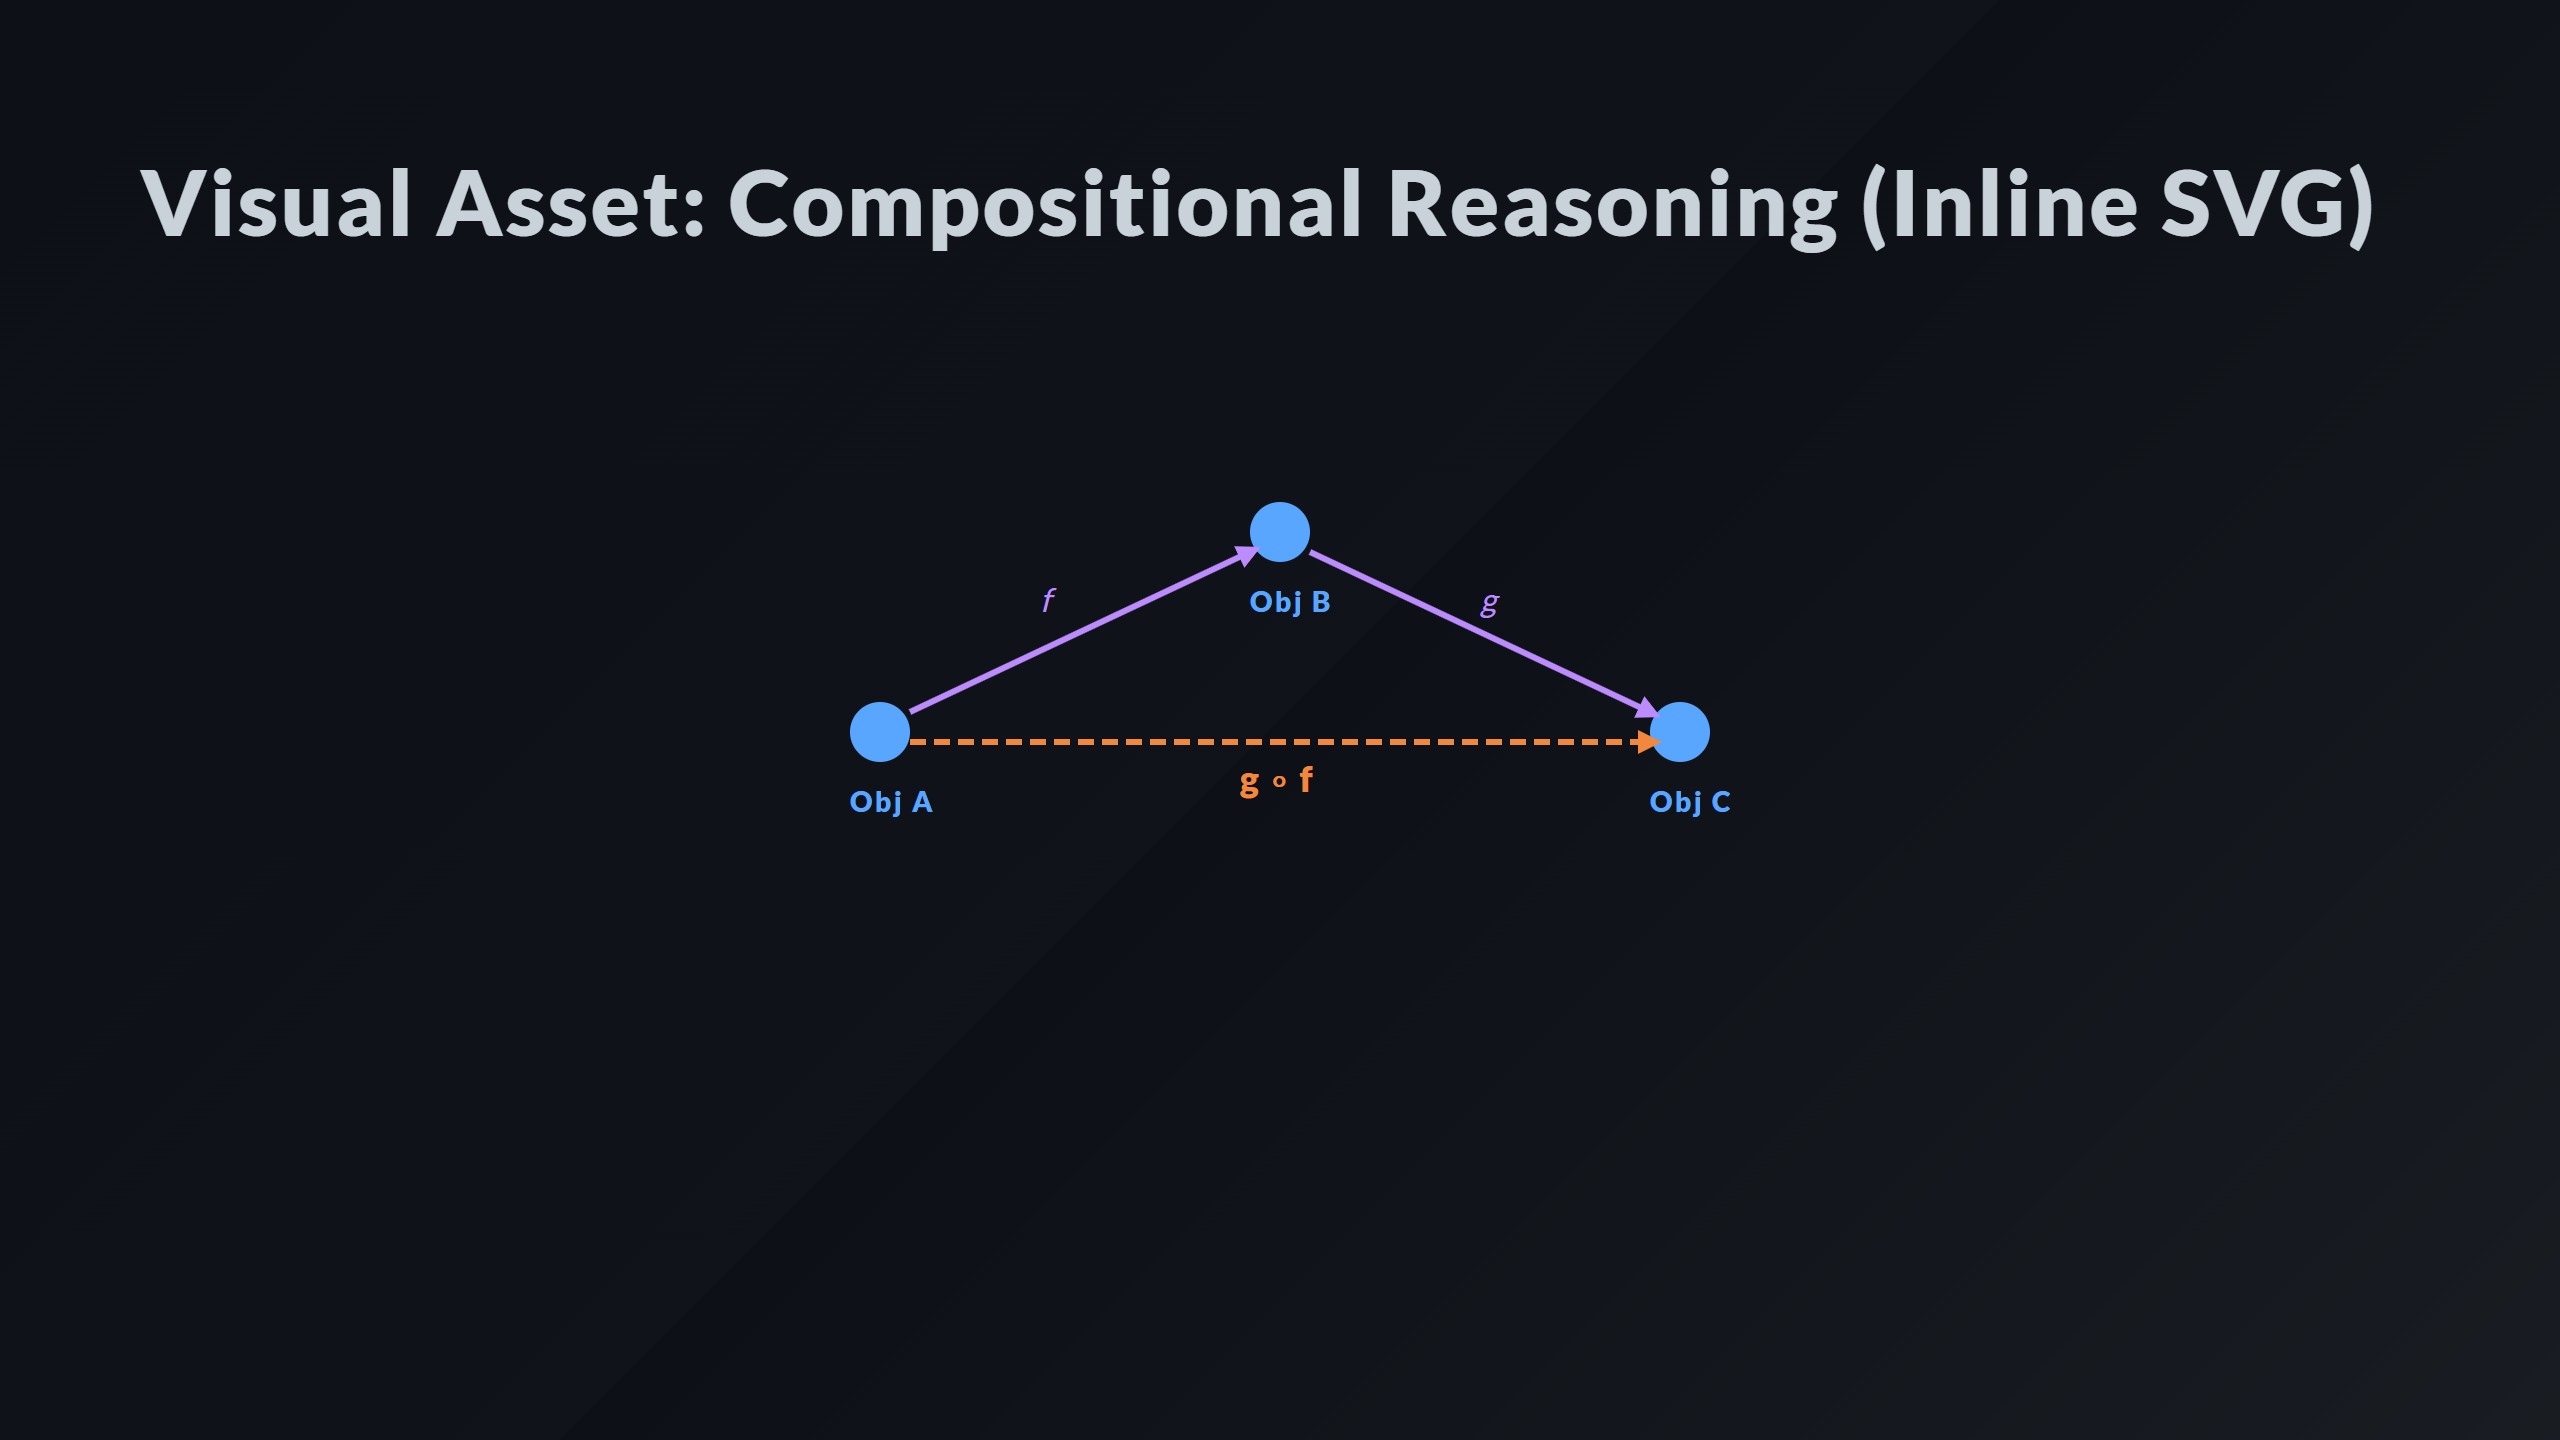 Visual Asset: Compositional Reasoning (Inline SVG)
f
Obj B
g
g ∘ f
Obj A
Obj C